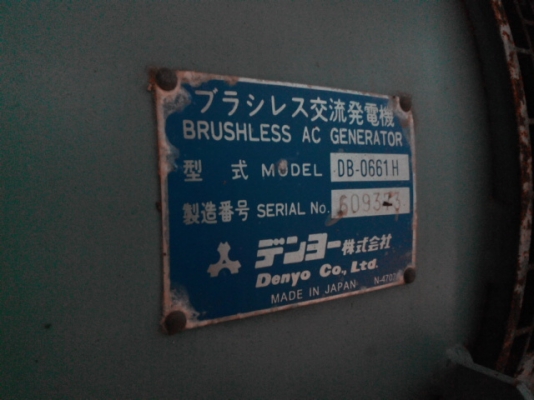 ブラシレス交流発電機
BRUSHLESS AC GENERATOR
型式 MODEL DB-0661H
製造番号 SERIAL No. 609373
デンヨー株式会社
Denyo Co., Ltd.
MADE IN JAPAN